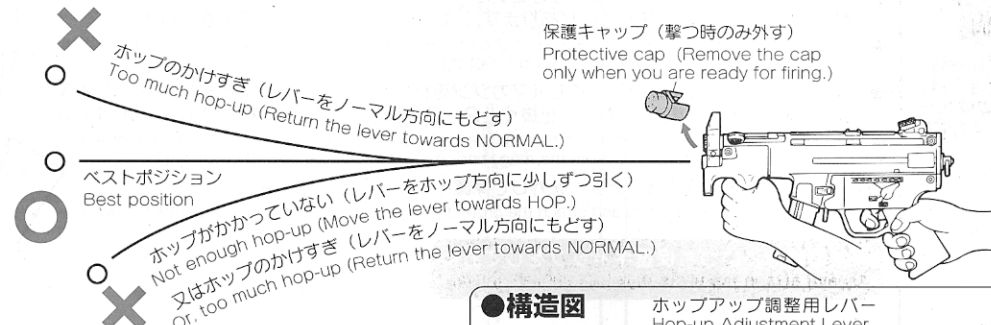 保護キャップ（撃つ時のみ外す）
Protective cap (Remove the cap
only when you are ready for firing.)
ホップのかけすぎ（レバーをノーマル方向にもどす）
Too much hop-up (Return the lever towards NORMAL.)
ベストポジション
Best position
ホップがかかっていない（レバーをホップ方向に少しずつ引く）
Not enough hop-up (Move the lever towards HOP.)
又はホップのかけすぎ（レバーをノーマル方向にもどす）
Or, too much hop-up (Return the lever towards NORMAL.)
●構造図
ホップアップ調整用レバー
Hop-up Adjustment Lever